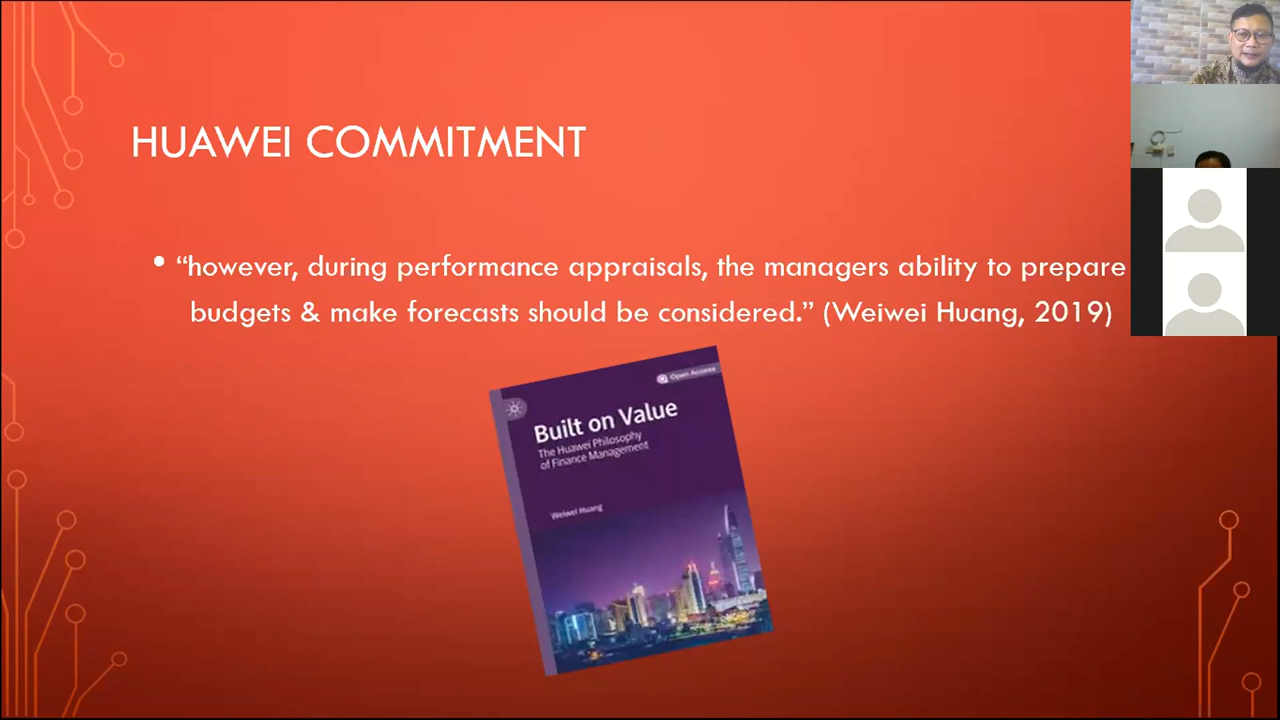 HUAWEI COMMITMENT
• “however, during performance appraisals, the managers ability to prepare
budgets & make forecasts should be considered.” (Weiwei Huang, 2019)
Open Access
Built on Value
The Huawei Philosophy
of Finance Management
Weiwei Huang